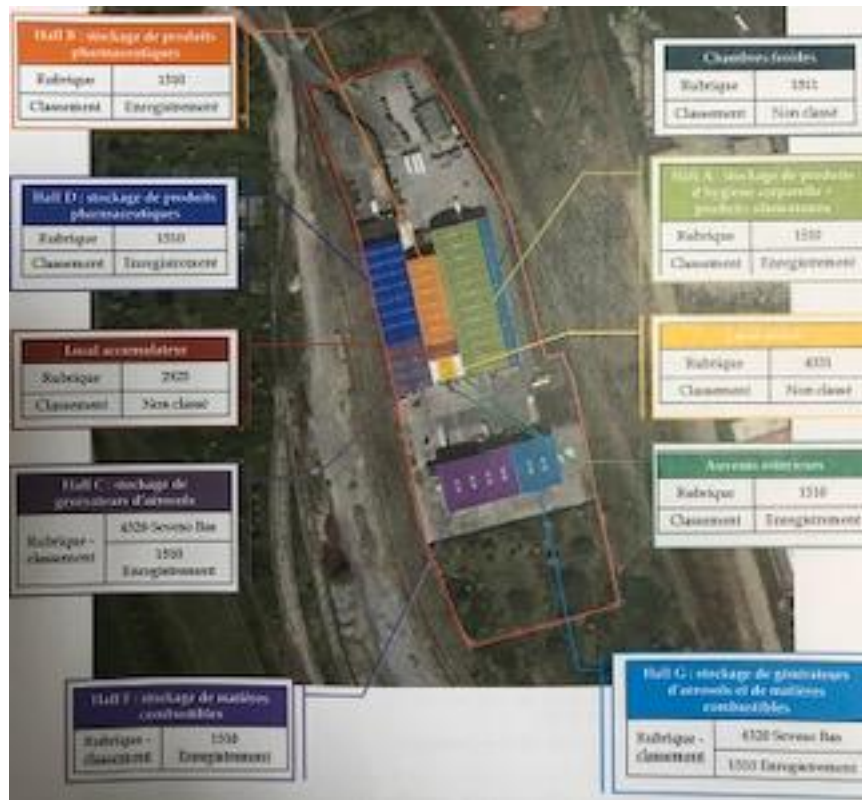 Hall B : stockage de produits
pharmaceutiques
Rubrique 1510
Classement Enregistrement
Hall D : stockage de produits
pharmaceutiques
Rubrique 1510
Classement Enregistrement
Local accumulateur
Rubrique 2925
Classement Non classé
Hall C : stockage de
générateurs d'aérosols
Rubrique -
classement
4320 Seveso Bas
1510
Enregistrement
Hall F : stockage de matières
combustibles
Rubrique -
classement
1510
Enregistrement
Chambres froides
Rubrique 1511
Classement Non classé
Hall A : stockage de produits
d'hygiène corporelle +
produits alimentaires
Rubrique 1510
Classement Enregistrement
Rubrique 4331
Classement Non classé
Auvents extérieurs
Rubrique 1510
Classement Enregistrement
Hall G : stockage de générateurs
d'aérosols et de matières
combustibles
Rubrique -
classement
4320 Seveso Bas
1510 Enregistrement